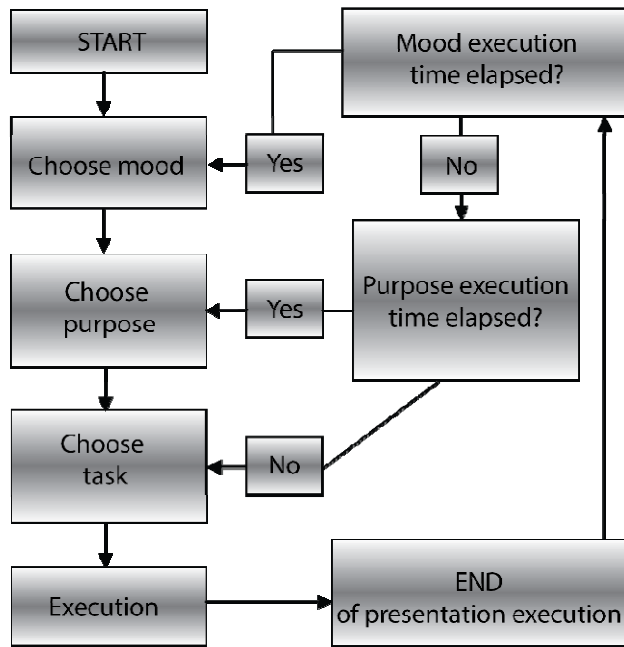 START
Mood execution
time elapsed?
Choose mood
Yes
No
Choose
purpose
Yes
Purpose execution
time elapsed?
Choose
task
No
Execution
END
of presentation execution